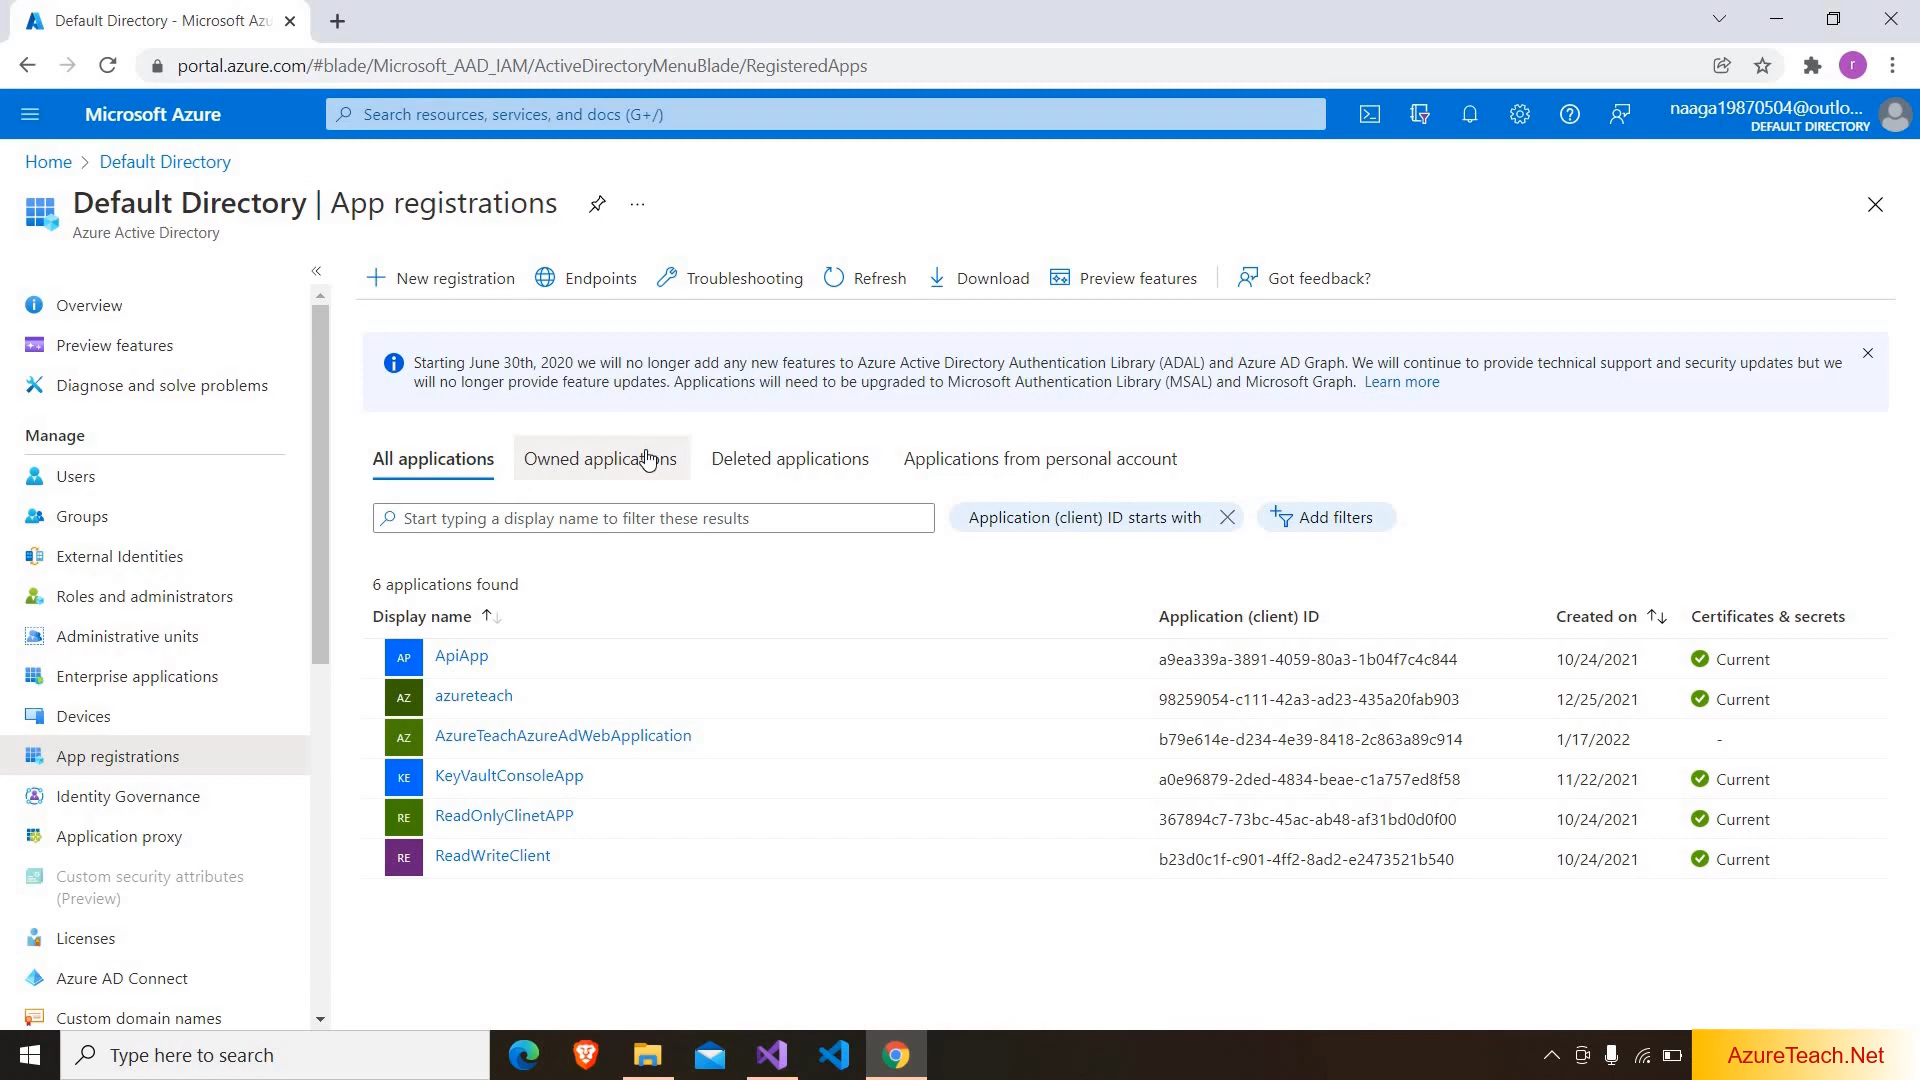 Default Directory - Microsoft Azu
portal.azure.com/#blade/Microsoft_AAD_IAM/ActiveDirectoryMenuBlade/RegisteredApps
r
Microsoft Azure
Search resources, services, and docs (G+/)
naaga19870504@outlo...
DEFAULT DIRECTORY
Home > Default Directory
Default Directory | App registrations
Azure Active Directory
New registration
Endpoints
Troubleshooting
Refresh
Download
Preview features
Got feedback?
Overview
Preview features
Diagnose and solve problems
Manage
Users
Groups
External Identities
Roles and administrators
Administrative units
Enterprise applications
Devices
App registrations
Identity Governance
Application proxy
Custom security attributes
(Preview)
Licenses
Azure AD Connect
Custom domain names
Starting June 30th, 2020 we will no longer add any new features to Azure Active Directory Authentication Library (ADAL) and Azure AD Graph. We will continue to provide technical support and security updates but we
will no longer provide feature updates. Applications will need to be upgraded to Microsoft Authentication Library (MSAL) and Microsoft Graph. Learn more
All applications
Owned applications
Deleted applications
Applications from personal account
Start typing a display name to filter these results
Application (client) ID starts with
Add filters
6 applications found
Display name Application (client) ID Created on Certificates & secrets
AP ApiApp a9ea339a-3891-4059-80a3-1b04f7c4c844 10/24/2021 Current
AZ azureteach 98259054-c111-42a3-ad23-435a20fab903 12/25/2021 Current
AZ AzureTeachAzureAdWebApplication b79e614e-d234-4e39-8418-2c863a89c914 1/17/2022 -
KE KeyVaultConsoleApp a0e96879-2ded-4834-beae-c1a757ed8f58 11/22/2021 Current
RE ReadOnlyClinetAPP 367894c7-73bc-45ac-ab48-af31bd0d0f00 10/24/2021 Current
RE ReadWriteClient b23d0c1f-c901-4ff2-8ad2-e2473521b540 10/24/2021 Current
Type here to search
AzureTeach.Net